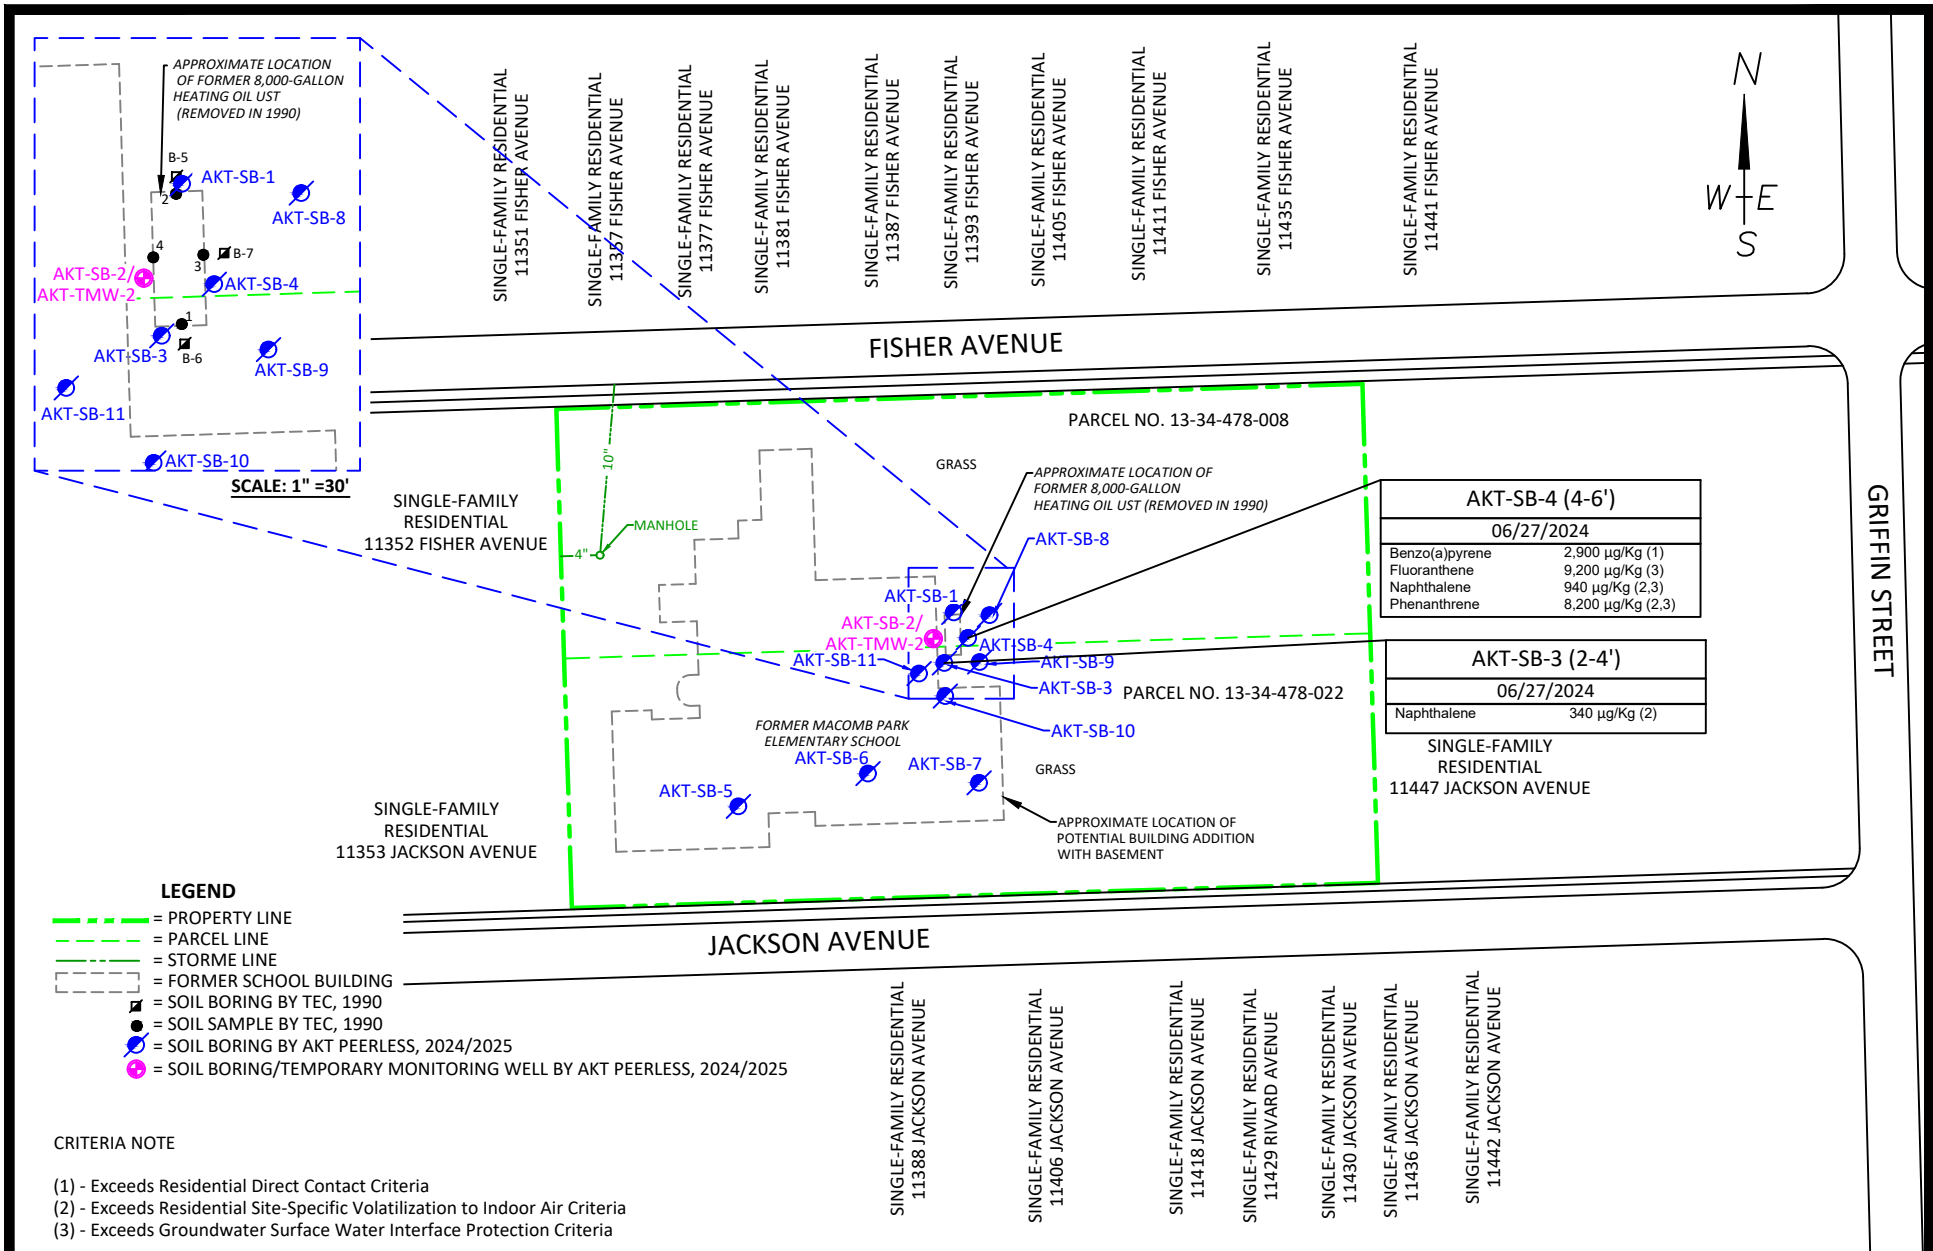 APPROXIMATE LOCATION
OF FORMER 8,000-GALLON
HEATING OIL UST
(REMOVED IN 1990)
B-5
AKT-SB-1
2
AKT-SB-8
4
3
B-7
AKT-SB-2/
AKT-TMW-2
AKT-SB-4
1
AKT-SB-3
B-6
AKT-SB-9
AKT-SB-11
AKT-SB-10
SCALE: 1" =30'
SINGLE-FAMILY RESIDENTIAL
11351 FISHER AVENUE
SINGLE-FAMILY RESIDENTIAL
11357 FISHER AVENUE
SINGLE-FAMILY RESIDENTIAL
11377 FISHER AVENUE
SINGLE-FAMILY RESIDENTIAL
11381 FISHER AVENUE
SINGLE-FAMILY RESIDENTIAL
11387 FISHER AVENUE
SINGLE-FAMILY RESIDENTIAL
11393 FISHER AVENUE
SINGLE-FAMILY RESIDENTIAL
11405 FISHER AVENUE
SINGLE-FAMILY RESIDENTIAL
11411 FISHER AVENUE
SINGLE-FAMILY RESIDENTIAL
11435 FISHER AVENUE
SINGLE-FAMILY RESIDENTIAL
11441 FISHER AVENUE
N
W E
S
FISHER AVENUE
GRIFFIN STREET
PARCEL NO. 13-34-478-008
GRASS
10"
MANHOLE
4"
SINGLE-FAMILY
RESIDENTIAL
11352 FISHER AVENUE
APPROXIMATE LOCATION OF
FORMER 8,000-GALLON
HEATING OIL UST (REMOVED IN 1990)
AKT-SB-8
AKT-SB-1
AKT-SB-2/
AKT-TMW-2
AKT-SB-4
AKT-SB-11
AKT-SB-9
AKT-SB-3
PARCEL NO. 13-34-478-022
AKT-SB-10
AKT-SB-4 (4-6')
06/27/2024
Benzo(a)pyrene 2,900 µg/Kg (1)
Fluoranthene 9,200 µg/Kg (3)
Naphthalene 940 µg/Kg (2,3)
Phenanthrene 8,200 µg/Kg (2,3)
AKT-SB-3 (2-4')
06/27/2024
Naphthalene 340 µg/Kg (2)
FORMER MACOMB PARK
ELEMENTARY SCHOOL
AKT-SB-6
AKT-SB-7
AKT-SB-5
GRASS
SINGLE-FAMILY
RESIDENTIAL
11447 JACKSON AVENUE
SINGLE-FAMILY
RESIDENTIAL
11353 JACKSON AVENUE
APPROXIMATE LOCATION OF
POTENTIAL BUILDING ADDITION
WITH BASEMENT
JACKSON AVENUE
LEGEND
= PROPERTY LINE
= PARCEL LINE
= STORME LINE
= FORMER SCHOOL BUILDING
= SOIL BORING BY TEC, 1990
= SOIL SAMPLE BY TEC, 1990
= SOIL BORING BY AKT PEERLESS, 2024/2025
= SOIL BORING/TEMPORARY MONITORING WELL BY AKT PEERLESS, 2024/2025
SINGLE-FAMILY RESIDENTIAL
11388 JACKSON AVENUE
SINGLE-FAMILY RESIDENTIAL
11406 JACKSON AVENUE
SINGLE-FAMILY RESIDENTIAL
11418 JACKSON AVENUE
SINGLE-FAMILY RESIDENTIAL
11429 RIVARD AVENUE
SINGLE-FAMILY RESIDENTIAL
11430 JACKSON AVENUE
SINGLE-FAMILY RESIDENTIAL
11436 JACKSON AVENUE
SINGLE-FAMILY RESIDENTIAL
11442 JACKSON AVENUE
CRITERIA NOTE
(1) - Exceeds Residential Direct Contact Criteria
(2) - Exceeds Residential Site-Specific Volatilization to Indoor Air Criteria
(3) - Exceeds Groundwater Surface Water Interface Protection Criteria